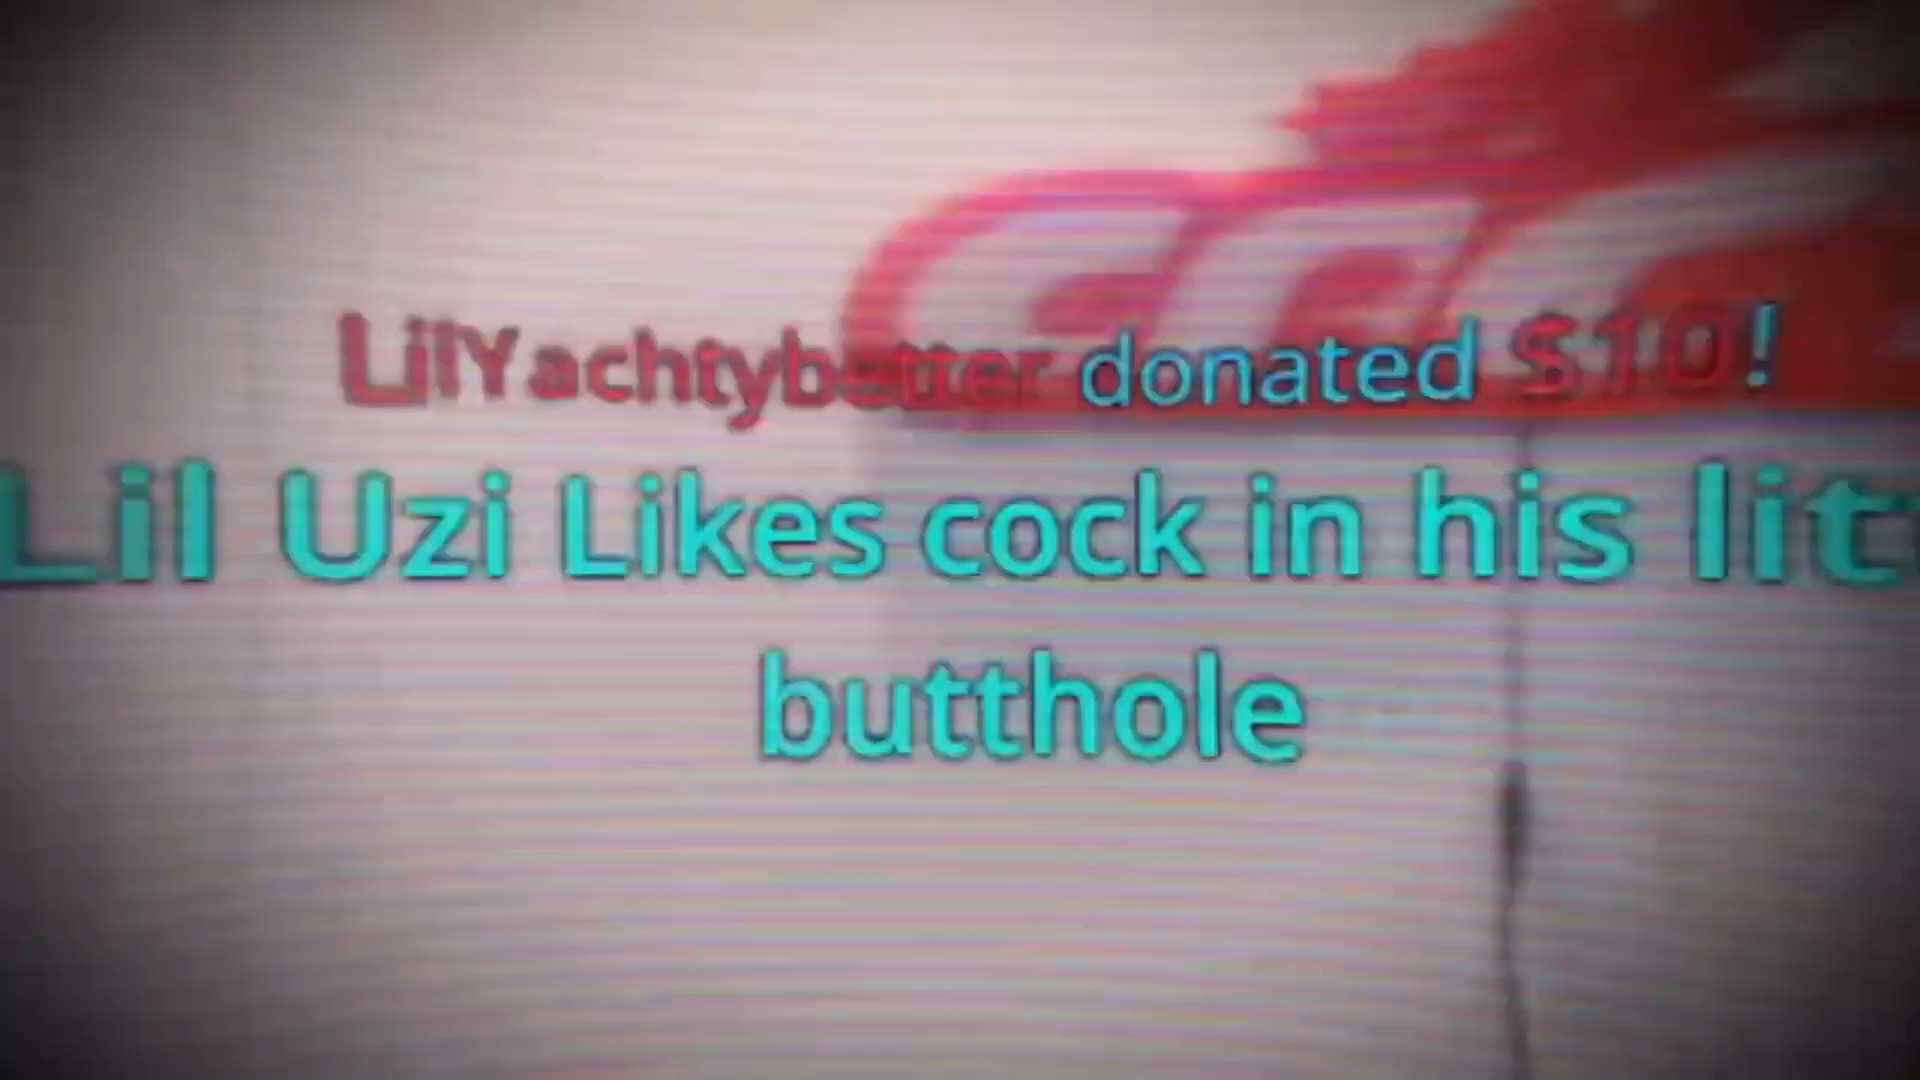 LilYachtybetter donated $10!
Lil Uzi Likes cock in his
butthole